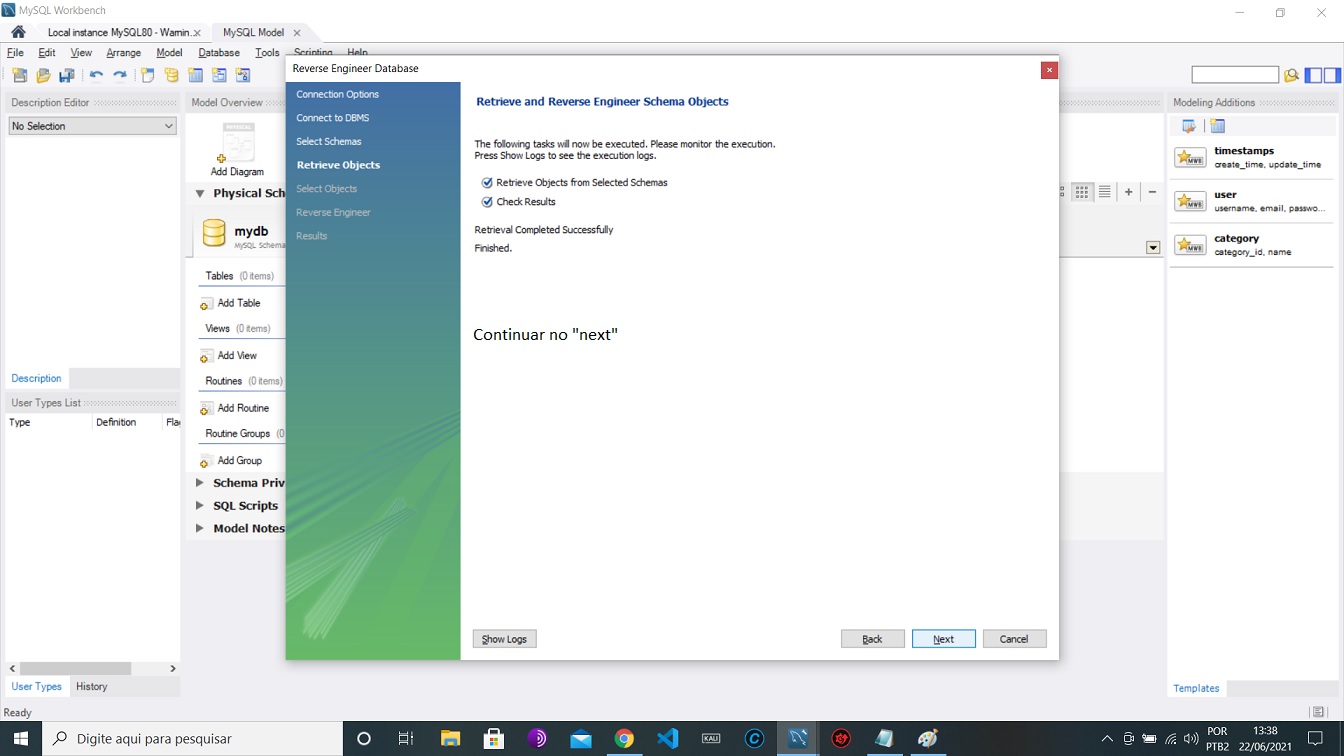 MySQL Workbench
Local instance MySQL80 - Warnin...
MySQL Model
File Edit View Arrange Model Database Tools Scripting Help
Description Editor
No Selection
Description
User Types List
Type Definition Flag
User Types History
Ready
Model Overview
PHYSICAL
Add Diagram
Physical Sch
mydb
MySQL Schema
Tables (0 items)
Add Table
Views (0 items)
Add View
Routines (0 items)
Add Routine
Routine Groups (0
Add Group
Schema Priv
SQL Scripts
Model Notes
Reverse Engineer Database
Connection Options
Connect to DBMS
Select Schemas
Retrieve Objects
Select Objects
Reverse Engineer
Results
Retrieve and Reverse Engineer Schema Objects
The following tasks will now be executed. Please monitor the execution.
Press Show Logs to see the execution logs.
Retrieve Objects from Selected Schemas
Check Results
Retrieval Completed Successfully
Finished.
Continuar no "next"
Show Logs Back Next Cancel
Modeling Additions
MWB
timestamps
create_time, update_time
MWB
user
username, email, passwo...
MWB
category
category_id, name
Templates
Digite aqui para pesquisar
KALI
POR
PTB2
13:38
22/06/2021